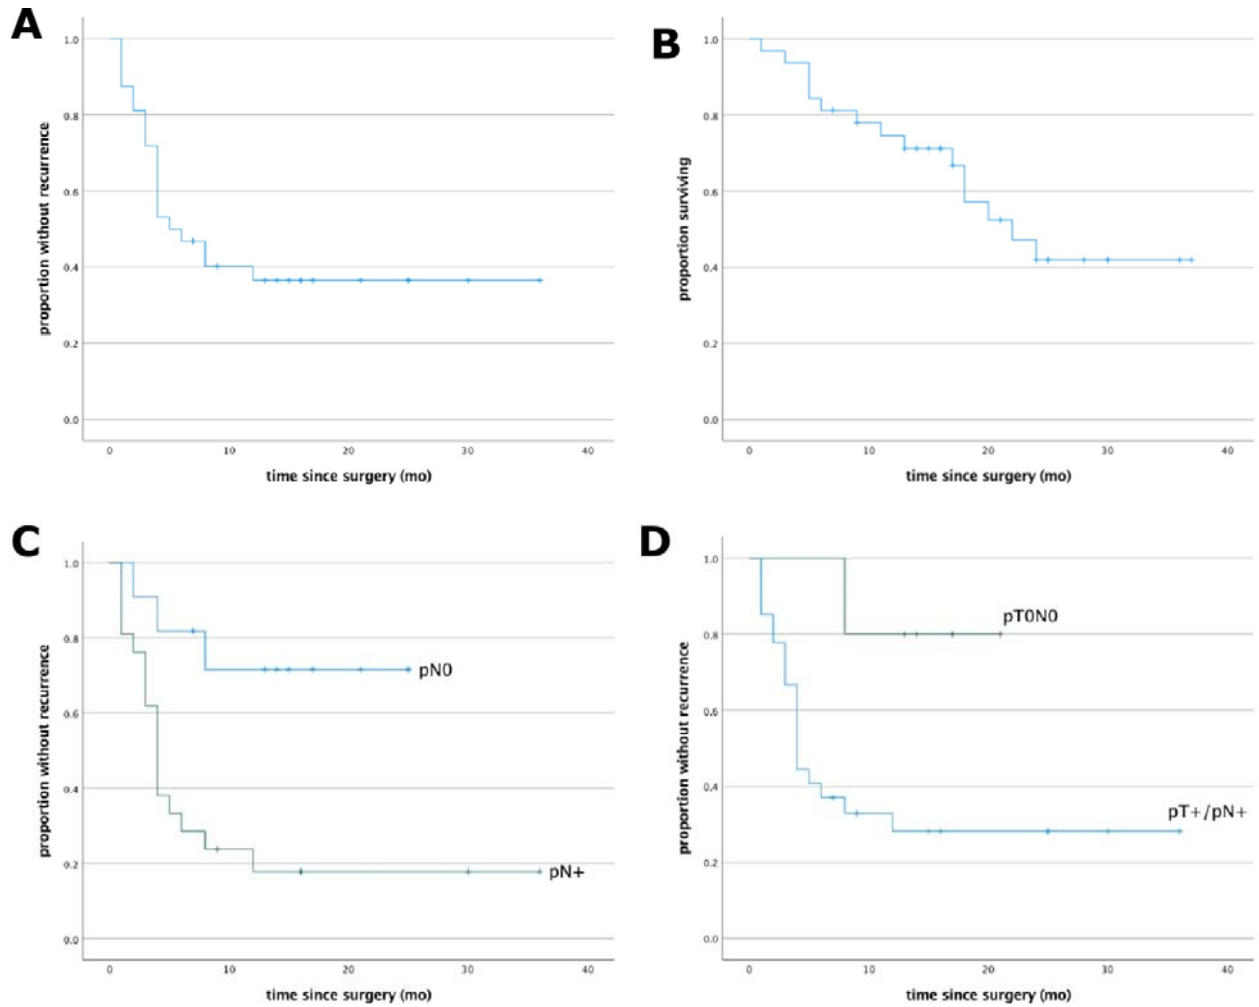 A
proportion without recurrence
1.0
0.8
0.6
0.4
0.2
0.0
0 10 20 30 40
time since surgery (mo)
B
proportion surviving
1.0
0.8
0.6
0.4
0.2
0.0
0 10 20 30 40
time since surgery (mo)
C
proportion without recurrence
1.0
0.8
0.6
0.4
0.2
0.0
pN0
pN+
0 10 20 30 40
time since surgery (mo)
D
proportion without recurrence
1.0
0.8
0.6
0.4
0.2
0.0
pT0N0
pT+/pN+
0 10 20 30 40
time since surgery (mo)